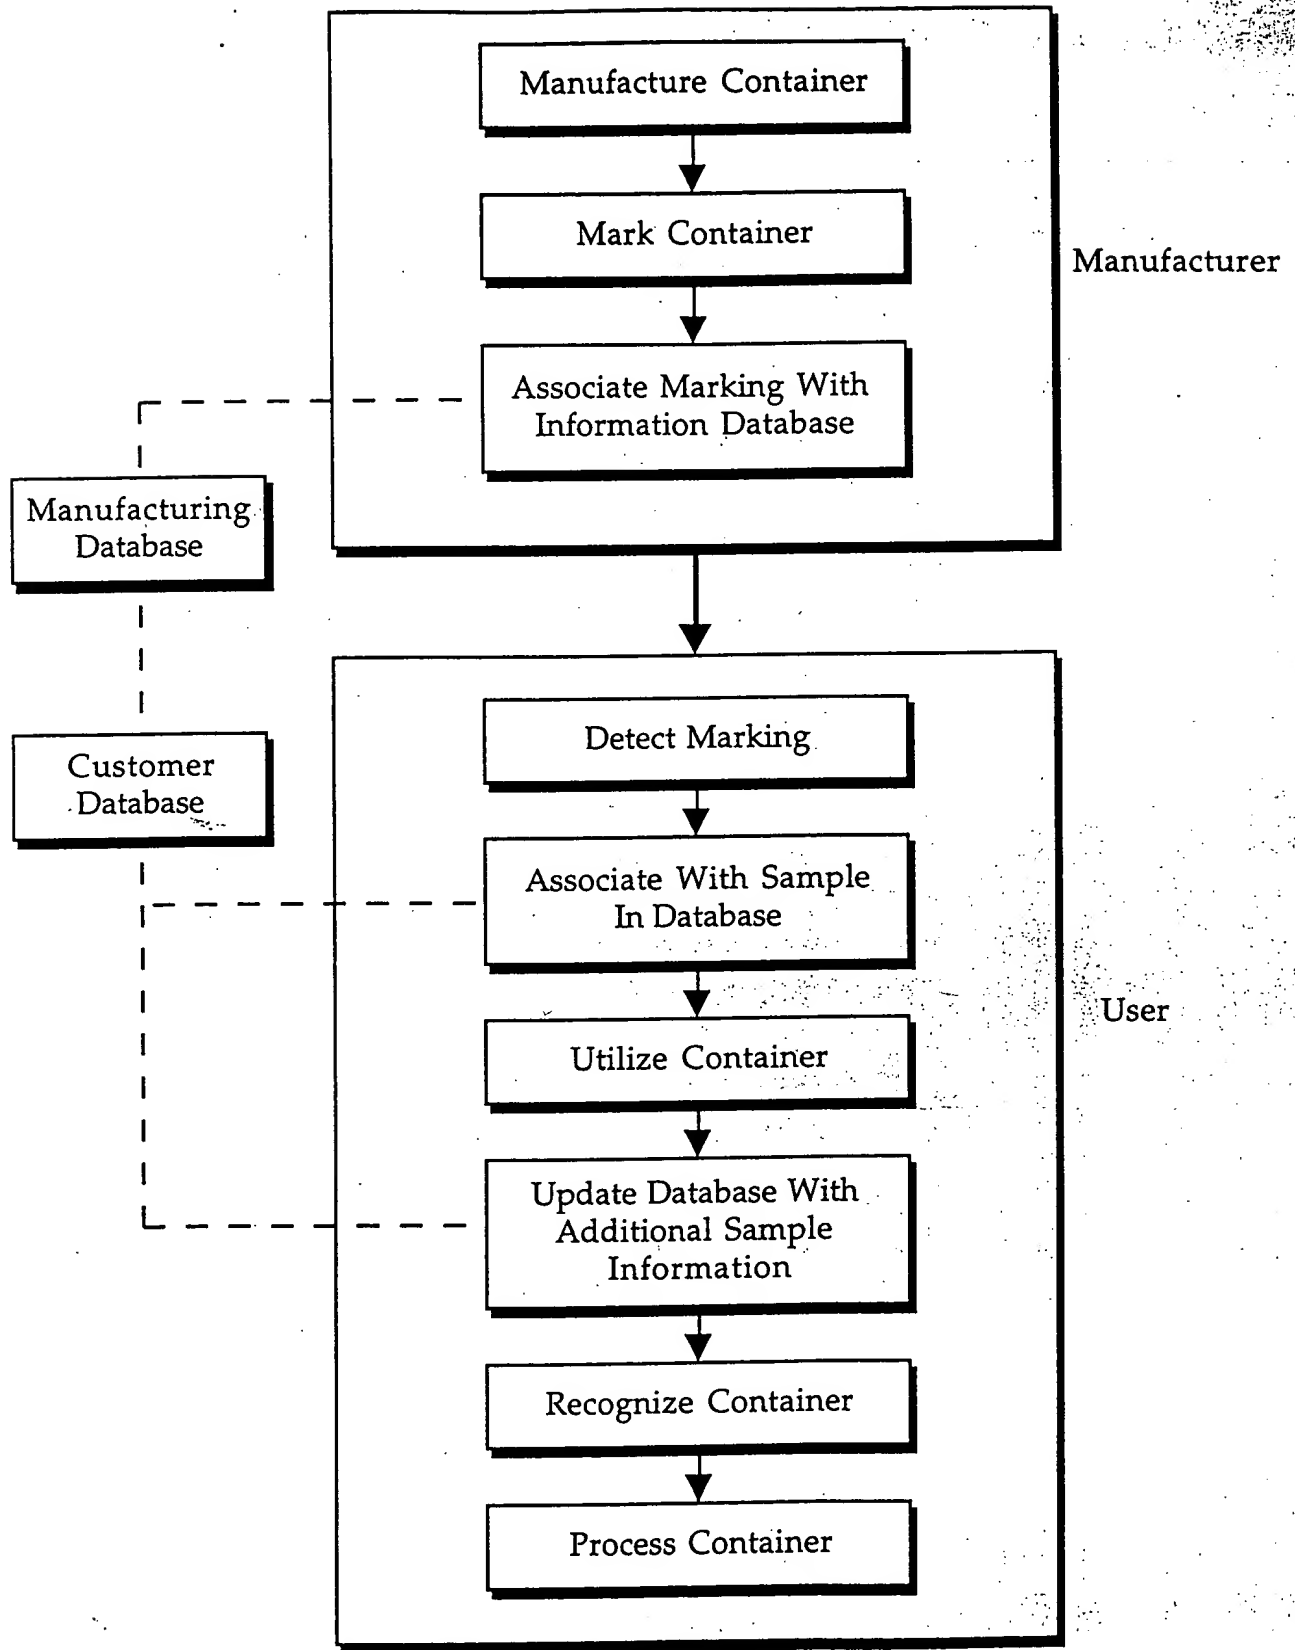 Manufacture Container
Mark Container
Manufacturer
Associate Marking With
Information Database
Manufacturing
Database
Detect Marking
Customer
Database
Associate With Sample
In Database
User
Utilize Container
Update Database With
Additional Sample
Information
Recognize Container
Process Container